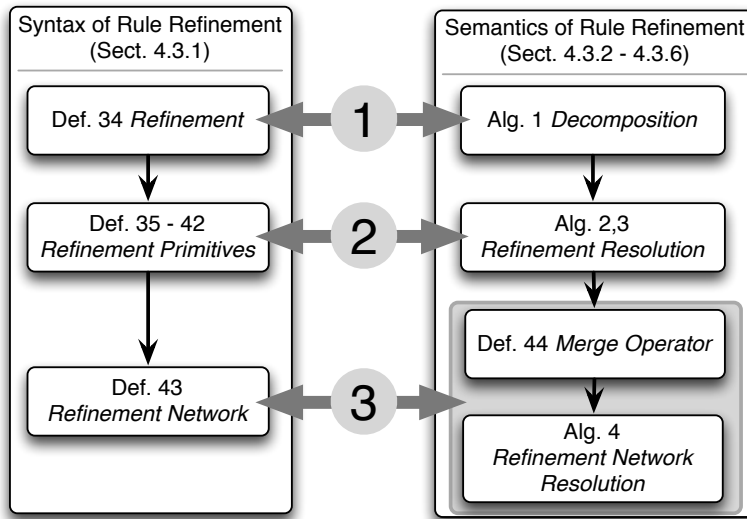 Syntax of Rule Refinement
(Sect. 4.3.1)
Def. 34 Refinement
Def. 35 - 42
Refinement Primitives
Def. 43
Refinement Network
1
2
3
Semantics of Rule Refinement
(Sect. 4.3.2 - 4.3.6)
Alg. 1 Decomposition
Alg. 2,3
Refinement Resolution
Def. 44 Merge Operator
Alg. 4
Refinement Network
Resolution